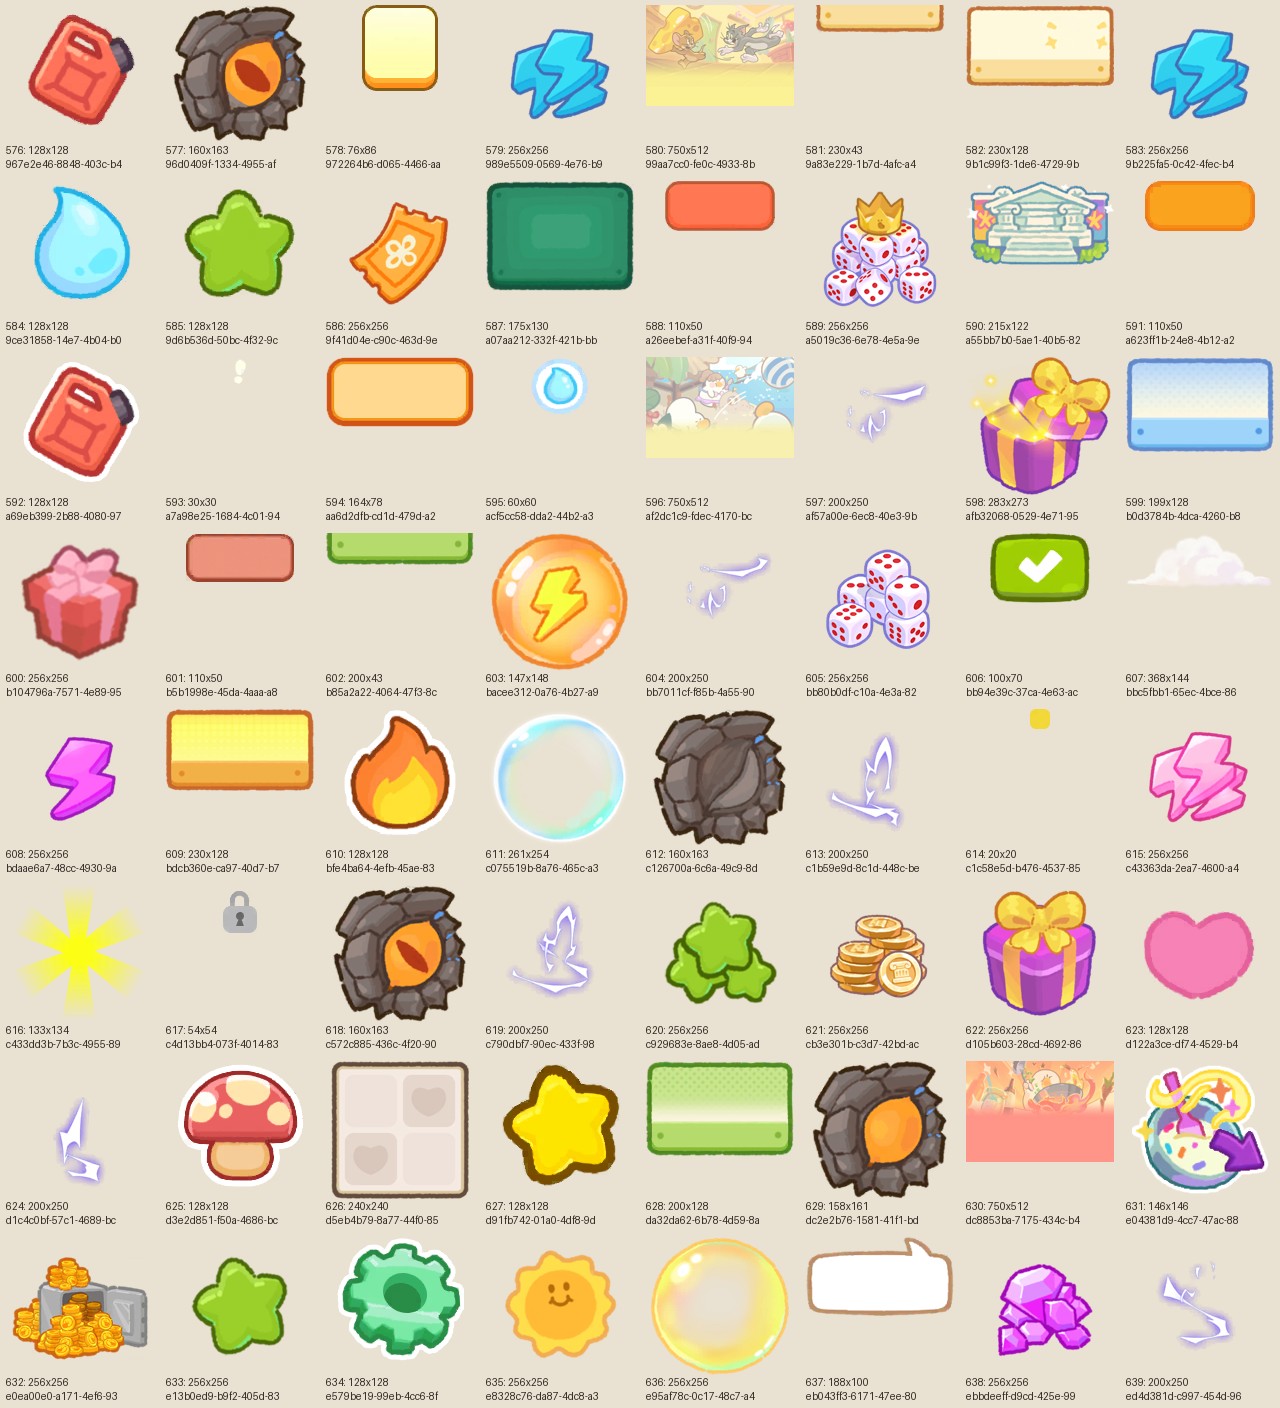 576: 128x128
967e2e46-8848-403c-b4
577: 160x163
96d0409f-1334-4955-af
578: 76x86
972264b6-d065-4466-aa
579: 256x256
989e5509-0569-4e76-b9
580: 750x512
99aa7cc0-fe0c-4933-8b
581: 230x43
9a83e229-1b7d-4afc-a4
582: 230x128
9b1c99f3-1de6-4729-9b
583: 256x256
9b225fa5-0c42-4fec-b4
584: 128x128
9ce31858-14e7-4b04-b0
585: 128x128
9d6b536d-50bc-4f32-9c
586: 256x256
9f41d04e-c90c-463d-9e
587: 175x130
a07aa212-332f-421b-bb
588: 110x50
a26eebef-a31f-40f9-94
589: 256x256
a5019c36-6e78-4e5a-9e
590: 215x122
a55bb7b0-5ae1-40b5-82
591: 110x50
a623ff1b-24e8-4b12-a2
592: 128x128
a69eb399-2b88-4080-97
593: 30x30
a7a98e25-1684-4c01-94
594: 164x78
aa6d2dfb-cd1d-479d-a2
595: 60x60
acf5cc58-dda2-44b2-a3
596: 750x512
af2dc1c9-fdec-4170-bc
597: 200x250
af57a00e-6ec8-40e3-9b
598: 283x273
afb32068-0529-4e71-95
599: 199x128
b0d3784b-4dca-4260-b8
600: 256x256
b104796a-7571-4e89-95
601: 110x50
b5b1998e-45da-4aaa-a8
602: 200x43
b85a2a22-4064-47f3-8c
603: 147x148
bacee312-0a76-4b27-a9
604: 200x250
bb7011cf-f85b-4a55-90
605: 256x256
bb80b0df-c10a-4e3a-82
606: 100x70
bb94e39c-37ca-4e63-ac
607: 368x144
bbc5fbb1-65ec-4bce-86
608: 256x256
bdaae6a7-48cc-4930-9a
609: 230x128
bdcb360e-ca97-40d7-b7
610: 128x128
bfe4ba64-4efb-45ae-83
611: 261x254
c075519b-8a76-465c-a3
612: 160x163
c126700a-6c6a-49c9-8d
613: 200x250
c1b59e9d-8c1d-448c-be
614: 20x20
c1c58e5d-b476-4537-85
615: 256x256
c43363da-2ea7-4600-a4
616: 133x134
c433dd3b-7b3c-4955-89
617: 54x54
c4d13bb4-073f-4014-83
618: 160x163
c572c885-436c-4f20-90
619: 200x250
c790dbf7-90ec-433f-98
620: 256x256
c929683e-8ae8-4d05-ad
621: 256x256
cb3e301b-c3d7-42bd-ac
622: 256x256
d105b603-28cd-4692-86
623: 128x128
d122a3ce-df74-4529-b4
624: 200x250
d1c4c0bf-57c1-4689-bc
625: 128x128
d3e2d851-f50a-4686-bc
626: 240x240
d5eb4b79-8a77-44f0-85
627: 128x128
d91fb742-01a0-4df8-9d
628: 200x128
da32da62-6b78-4d59-8a
629: 158x161
dc2e2b76-1581-41f1-bd
630: 750x512
dc8853ba-7175-434c-b4
631: 146x146
e04381d9-4cc7-47ac-88
632: 256x256
e0ea00e0-a171-4ef6-93
633: 256x256
e13b0ed9-b9f2-405d-83
634: 128x128
e579be19-99eb-4cc6-8f
635: 256x256
e8328c76-da87-4dc8-a3
636: 256x256
e95af78c-0c17-48c7-a4
637: 188x100
eb043ff3-6171-47ee-80
638: 256x256
ebbdeeff-d9cd-425e-99
639: 200x250
ed4d381d-c997-454d-96